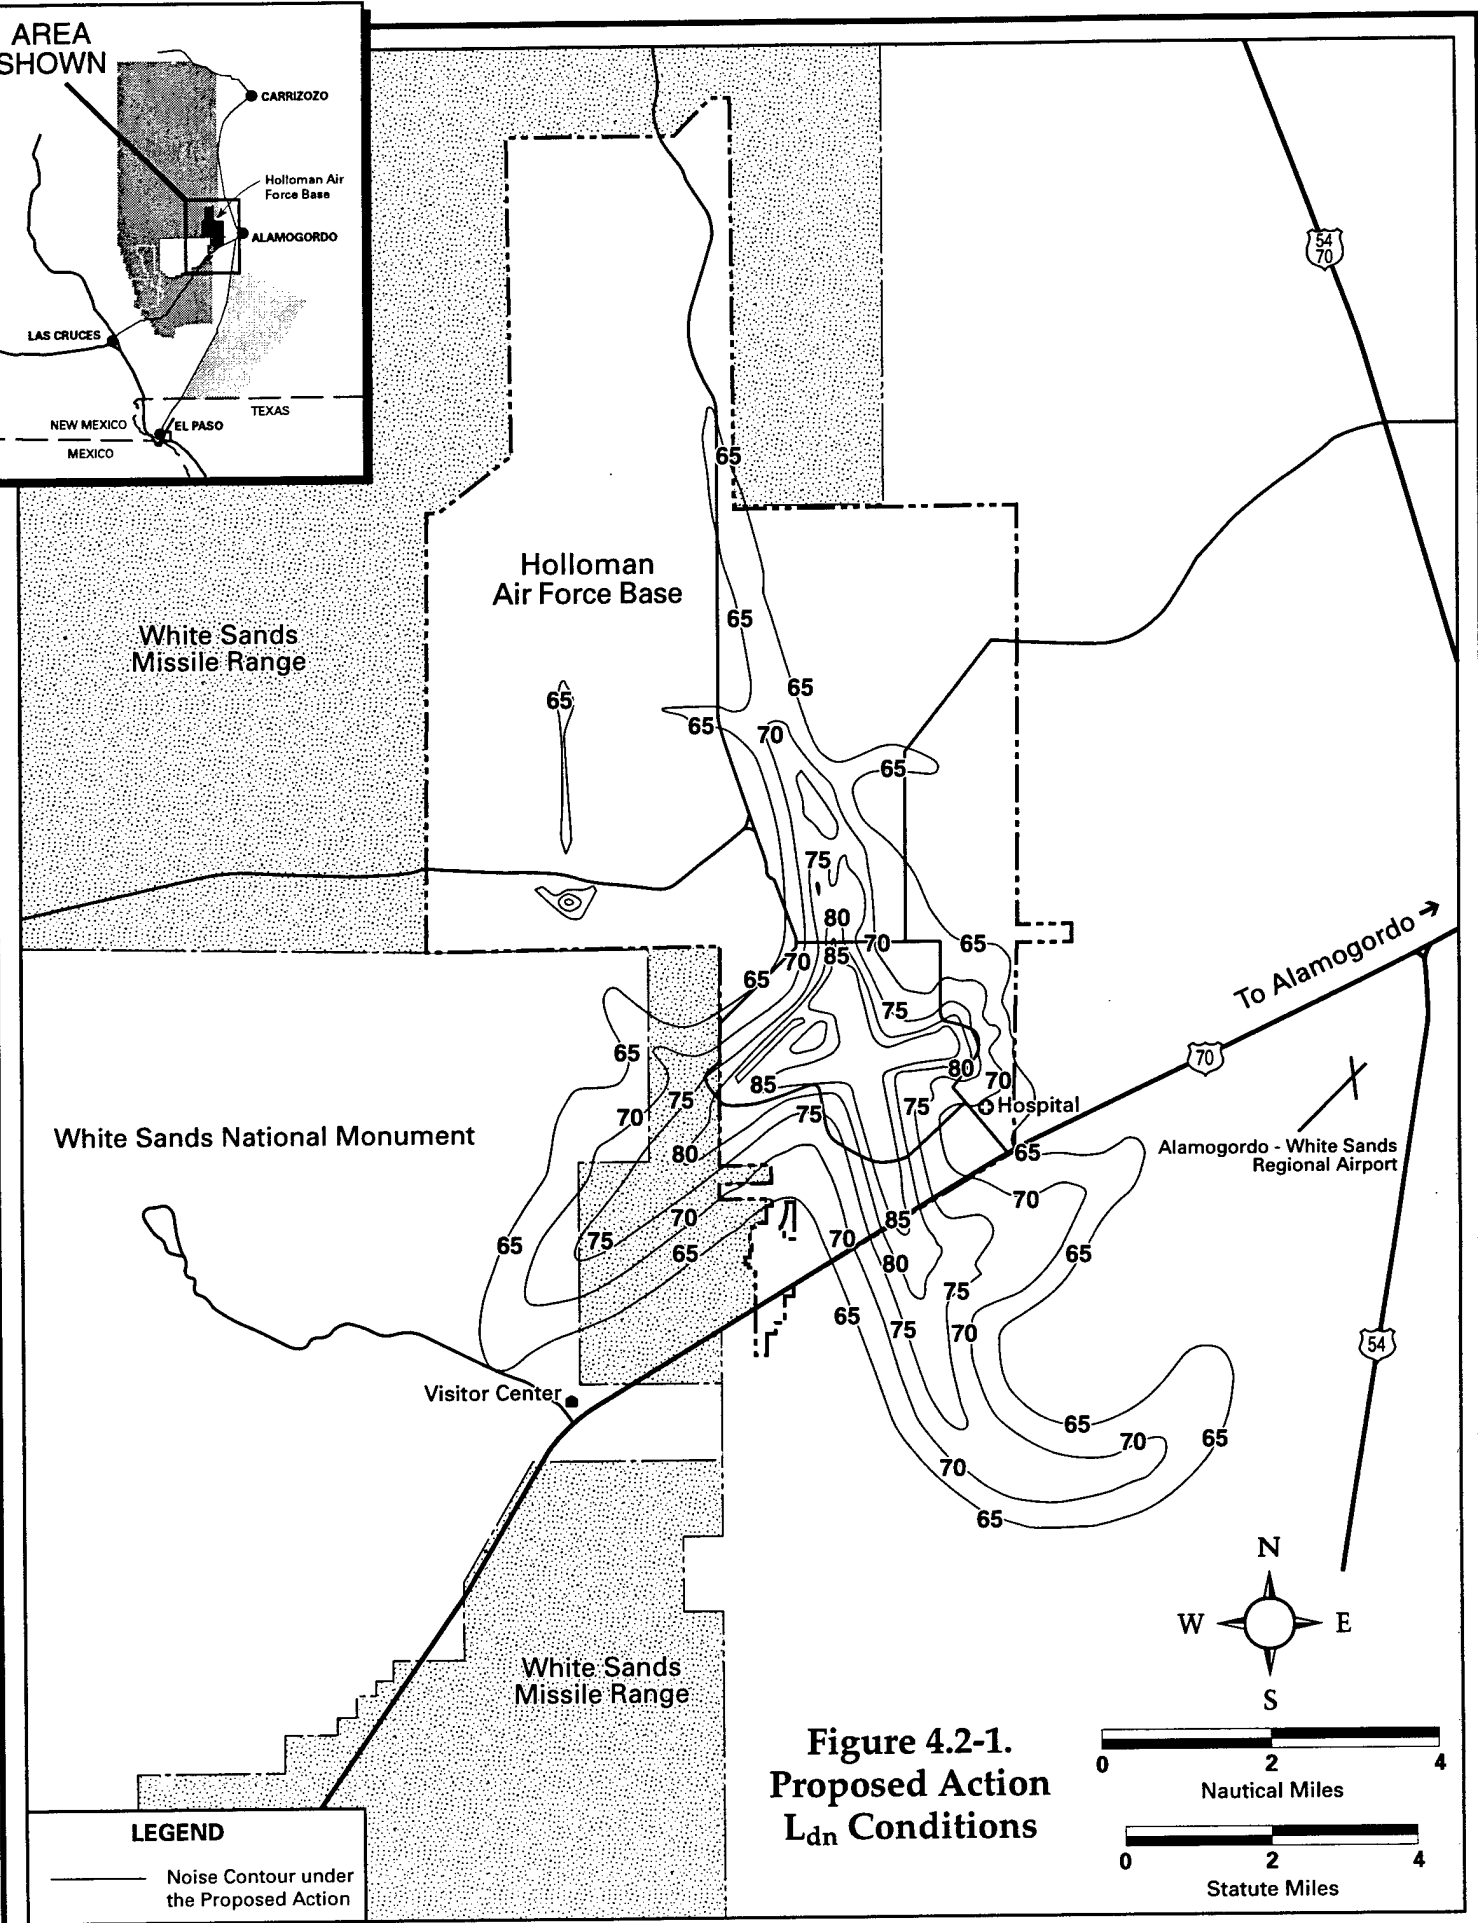 AREA
SHOWN
CARRIZOZO
Holloman Air
Force Base
ALAMOGORDO
LAS CRUCES
TEXAS
NEW MEXICO
EL PASO
MEXICO
54
70
65
Holloman
Air Force Base
65
White Sands
Missile Range
65
65
65
70
65
75
80
70
65
70
85
65
To Alamogordo
75
65
70
80
85
70
75
75
75
Hospital
70
White Sands National Monument
80
65
Alamogordo - White Sands
Regional Airport
70
70
85
75
65
70
65
65
80
75
65
75
70
54
Visitor Center
65
70
65
70
65
N
W
E
S
White Sands
Missile Range
Figure 4.2-1.
Proposed Action
Ldn Conditions
0 2 4
Nautical Miles
0 2 4
Statute Miles
LEGEND
Noise Contour under
the Proposed Action